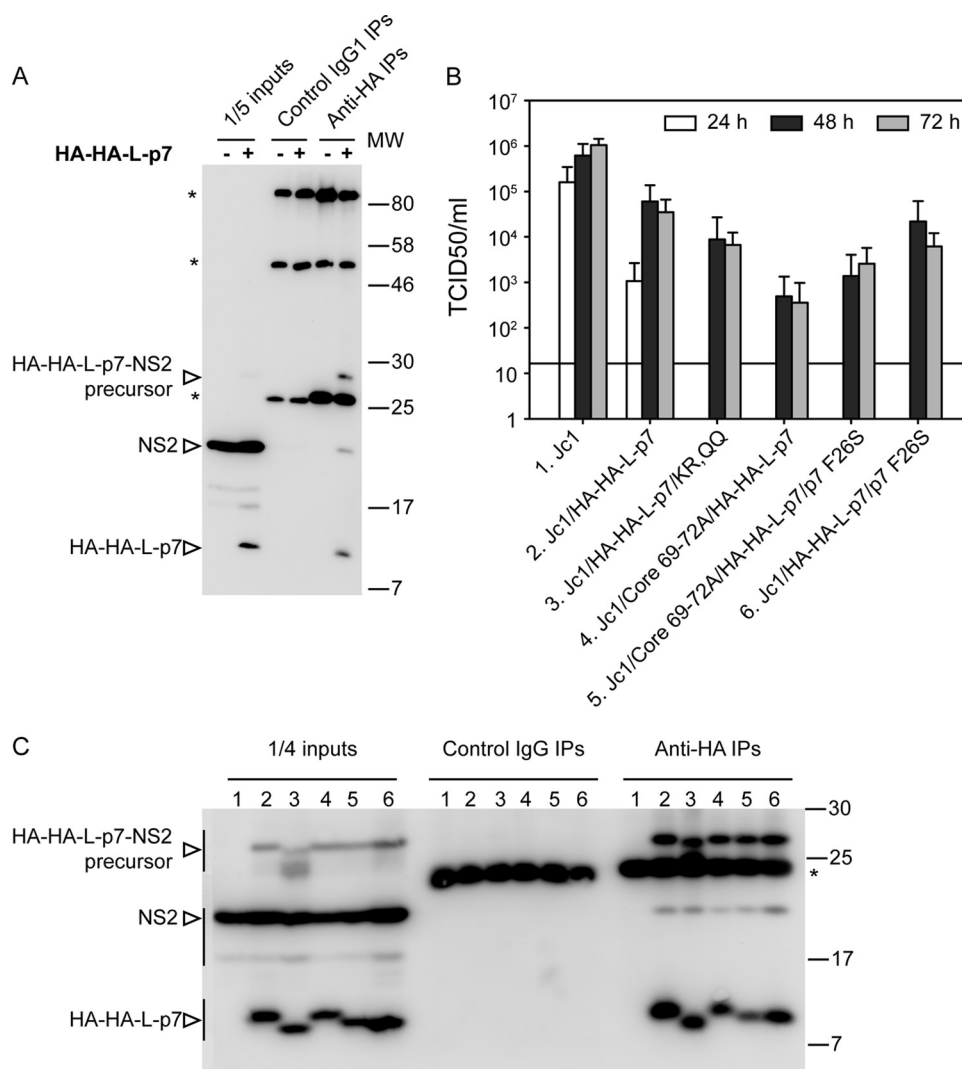 A
1/5 inputs
Control IgG1 IPs
Anti-HA IPs
MW
HA-HA-L-p7
- + - + - +
*
80
*
58
46
HA-HA-L-p7-NS2
precursor
30
*
25
NS2
17
HA-HA-L-p7
7
B
TCID50/ml
10⁷
10⁶
10⁵
10⁴
10³
10²
10
1
24 h 48 h 72 h
1. Jc1
2. Jc1/HA-HA-L-p7
3. Jc1/HA-HA-L-p7/KR,QQ
4. Jc1/Core 69-72A/HA-HA-L-p7
5. Jc1/Core 69-72A/HA-HA-L-p7/p7 F26S
6. Jc1/HA-HA-L-p7/p7 F26S
C
1/4 inputs
Control IgG IPs
Anti-HA IPs
1 2 3 4 5 6 1 2 3 4 5 6 1 2 3 4 5 6
HA-HA-L-p7-NS2
precursor
30
25
*
NS2
17
HA-HA-L-p7
7